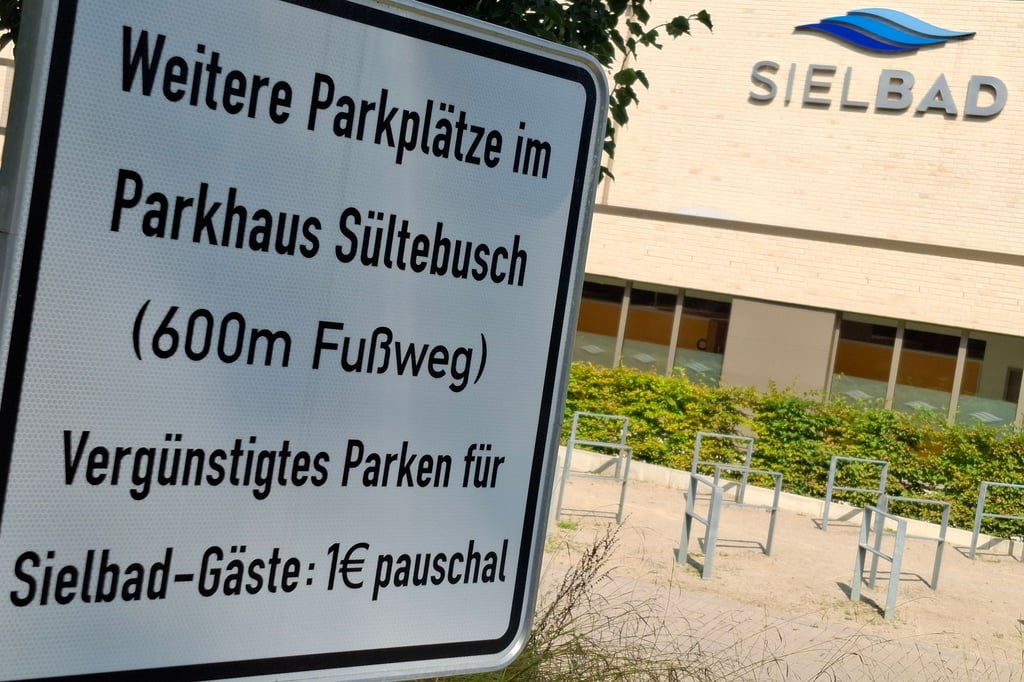 Weitere Parkplätze im
Parkhaus Sültebusch
(600m Fußweg)
Vergünstigtes Parken für
Sielbad-Gäste: 1€ pauschal
SIELBAD